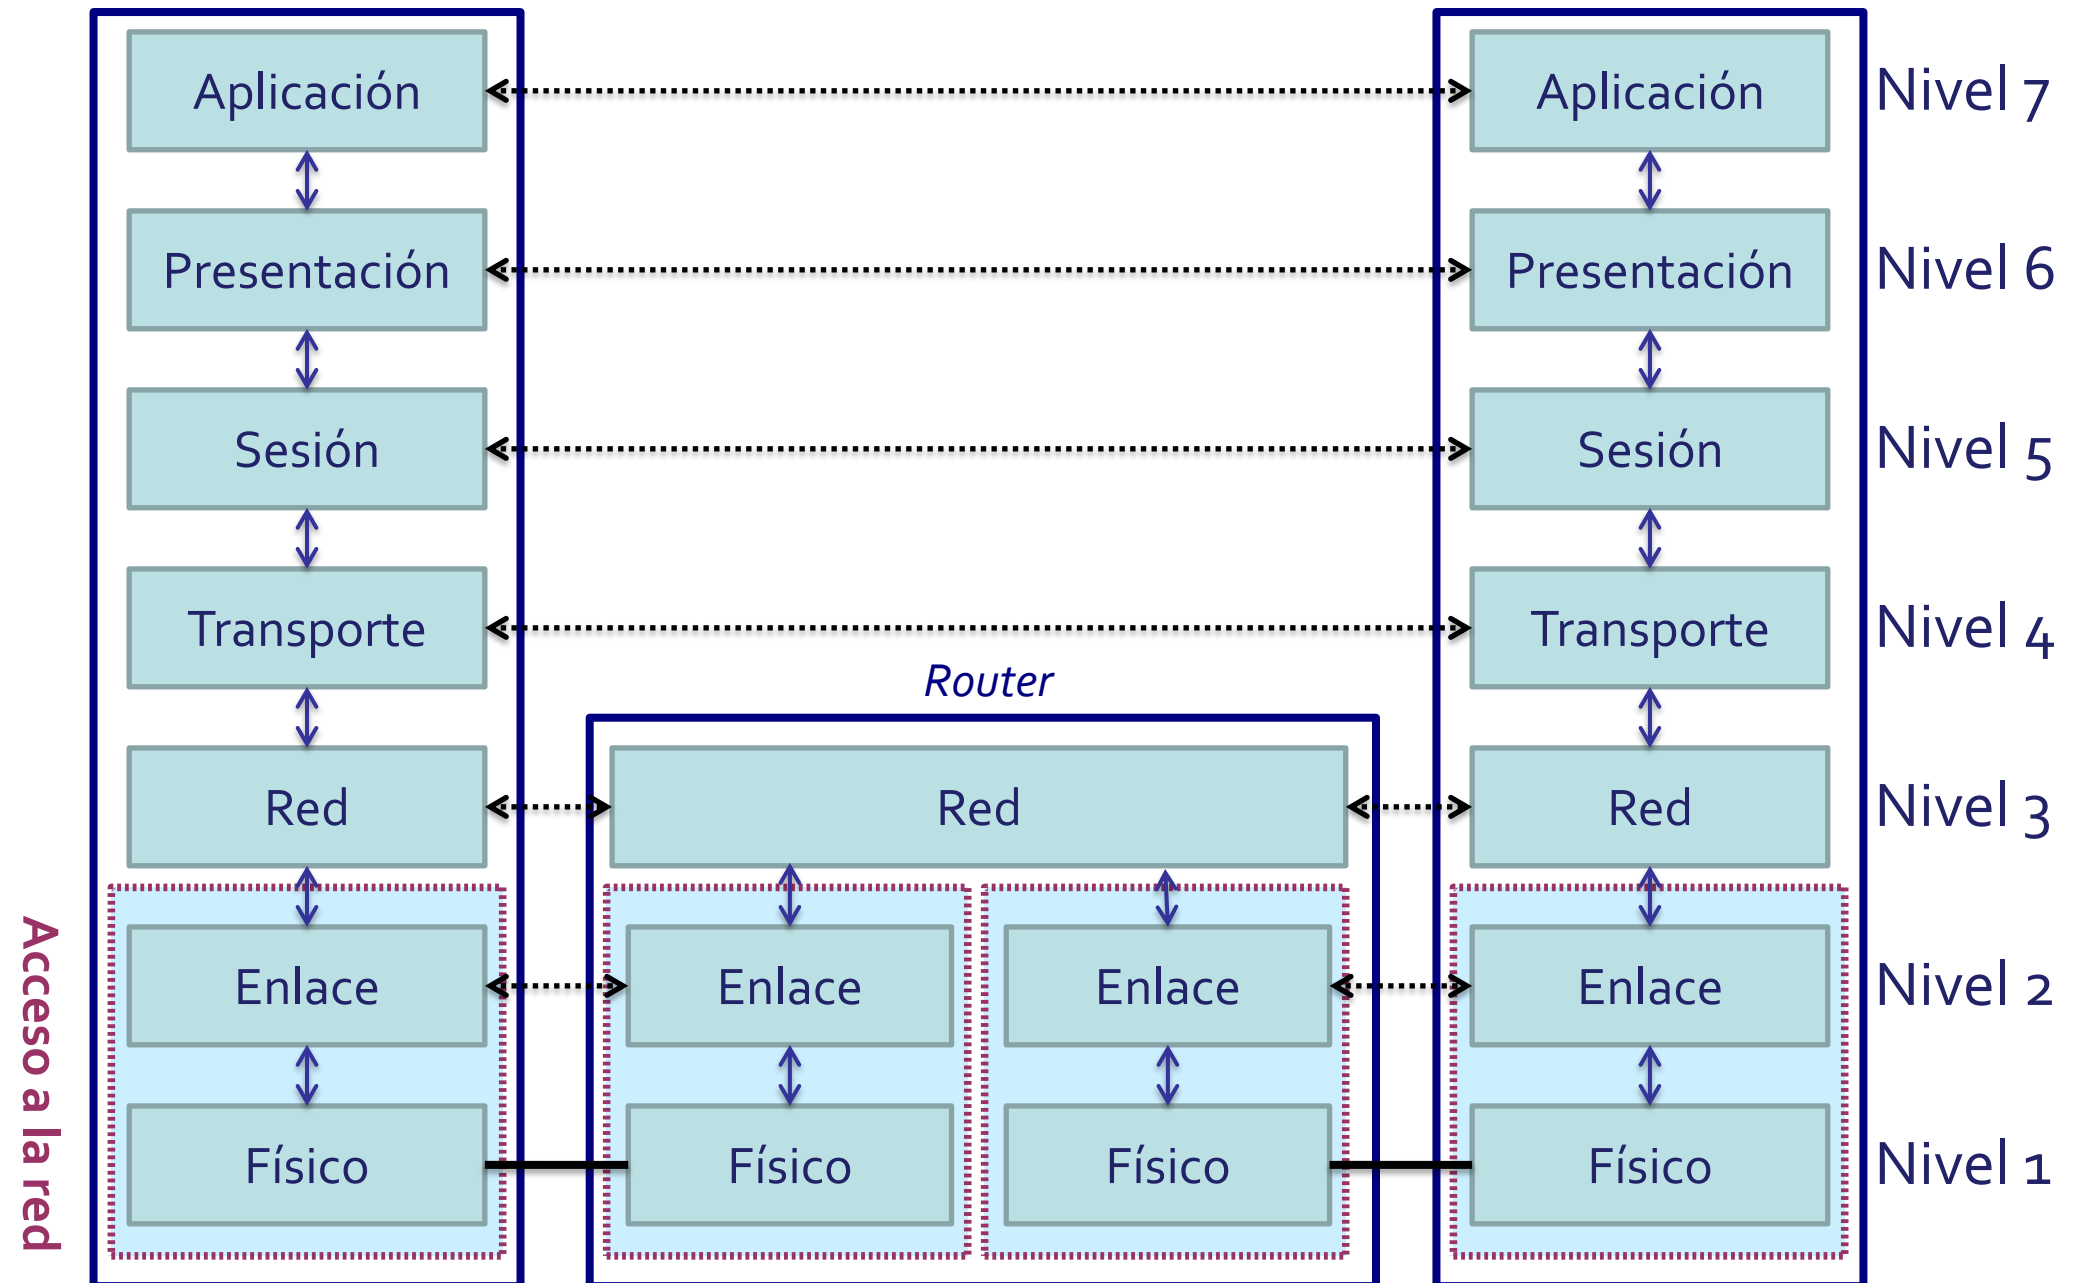 Aplicación
Aplicación
Nivel 7
Presentación
Presentación
Nivel 6
Sesión
Sesión
Nivel 5
Transporte
Transporte
Nivel 4
Router
Red
Red
Red
Nivel 3
Acceso a la red
Enlace
Enlace
Enlace
Enlace
Nivel 2
Físico
Físico
Físico
Físico
Nivel 1